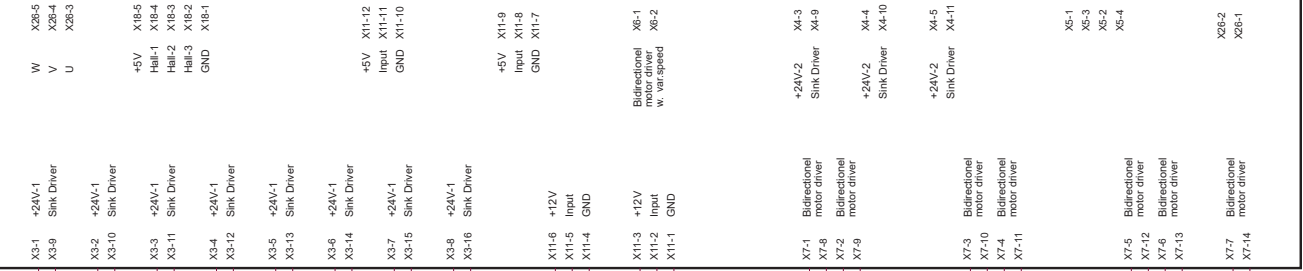 W X26-5
V X26-4
U X26-3
+5V X18-5
Hall-1 X18-4
Hall-2 X18-3
Hall-3 X18-2
GND X18-1
+5V X11-12
Input X11-11
GND X11-10
+5V X11-9
Input X11-8
GND X11-7
Bidirectionel X6-1
motor driver X6-2
w. var.speed
+24V-2 X4-3
Sink Driver X4-9
+24V-2 X4-4
Sink Driver X4-10
+24V-2 X4-5
Sink Driver X4-11
X5-1
X5-3
X5-2
X5-4
X26-2
X26-1
X3-1 +24V-1
X3-9 Sink Driver
X3-2 +24V-1
X3-10 Sink Driver
X3-3 +24V-1
X3-11 Sink Driver
X3-4 +24V-1
X3-12 Sink Driver
X3-5 +24V-1
X3-13 Sink Driver
X3-6 +24V-1
X3-14 Sink Driver
X3-7 +24V-1
X3-15 Sink Driver
X3-8 +24V-1
X3-16 Sink Driver
X11-6 +12V
X11-5 Input
X11-4 GND
X11-3 +12V
X11-2 Input
X11-1 GND
X7-1 Bidirectionel
X7-8 motor driver
X7-2 Bidirectionel
X7-9 motor driver
X7-3 Bidirectionel
X7-10 motor driver
X7-4 Bidirectionel
X7-11 motor driver
X7-5 Bidirectionel
X7-12 motor driver
X7-6 Bidirectionel
X7-13 motor driver
X7-7 Bidirectionel
X7-14 motor driver